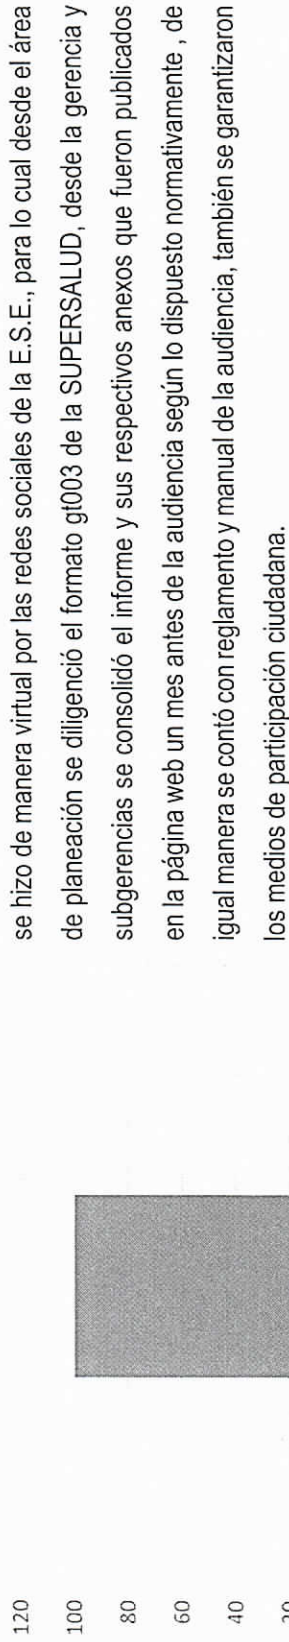 120
100
80
60
40
20
se hizo de manera virtual por las redes sociales de la E.S.E., para lo cual desde el área
de planeación se diligenció el formato gt003 de la SUPERSALUD, desde la gerencia y
subgerencias se consolidó el informe y sus respectivos anexos que fueron publicados
en la página web un mes antes de la audiencia según lo dispuesto normativamente , de
igual manera se contó con reglamento y manual de la audiencia, también se garantizaron
los medios de participación ciudadana.